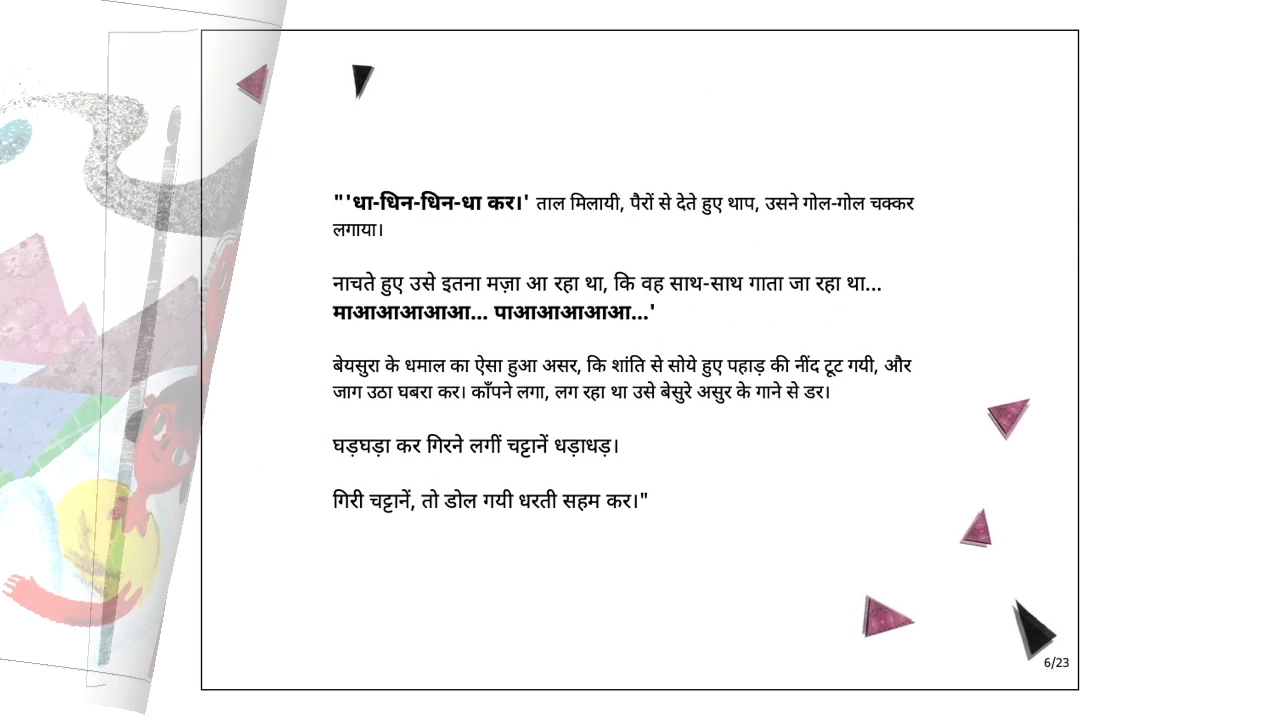 "'धा-धिन-धिन-धा कर।' ताल मिलायी, पैरों से देते हुए थाप, उसने गोल-गोल चक्कर
लगाया।
नाचते हुए उसे इतना मज़ा आ रहा था, कि वह साथ-साथ गाता जा रहा था...
माआआआआआआ... पाआआआआआआ...'
बेयसुरा के धमाल का ऐसा हुआ असर, कि शांति से सोये हुए पहाड़ की नींद टूट गयी, और
जाग उठा घबरा कर। काँपने लगा, लग रहा था उसे बेसुरे असुर के गाने से डर।
घड़घड़ा कर गिरने लगीं चट्टानें धड़ाधड़।
गिरी चट्टानें, तो डोल गयी धरती सहम कर।"
6/23